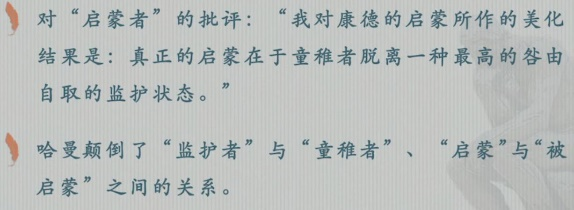 对“启蒙者”的批评：“我对康德的启蒙所作的美化
结果是：真正的启蒙在于童稚者脱离一种最高的咎由
自取的监护状态。”
哈曼颠倒了“监护者”与“童稚者”、“启蒙”与“被
启蒙”之间的关系。